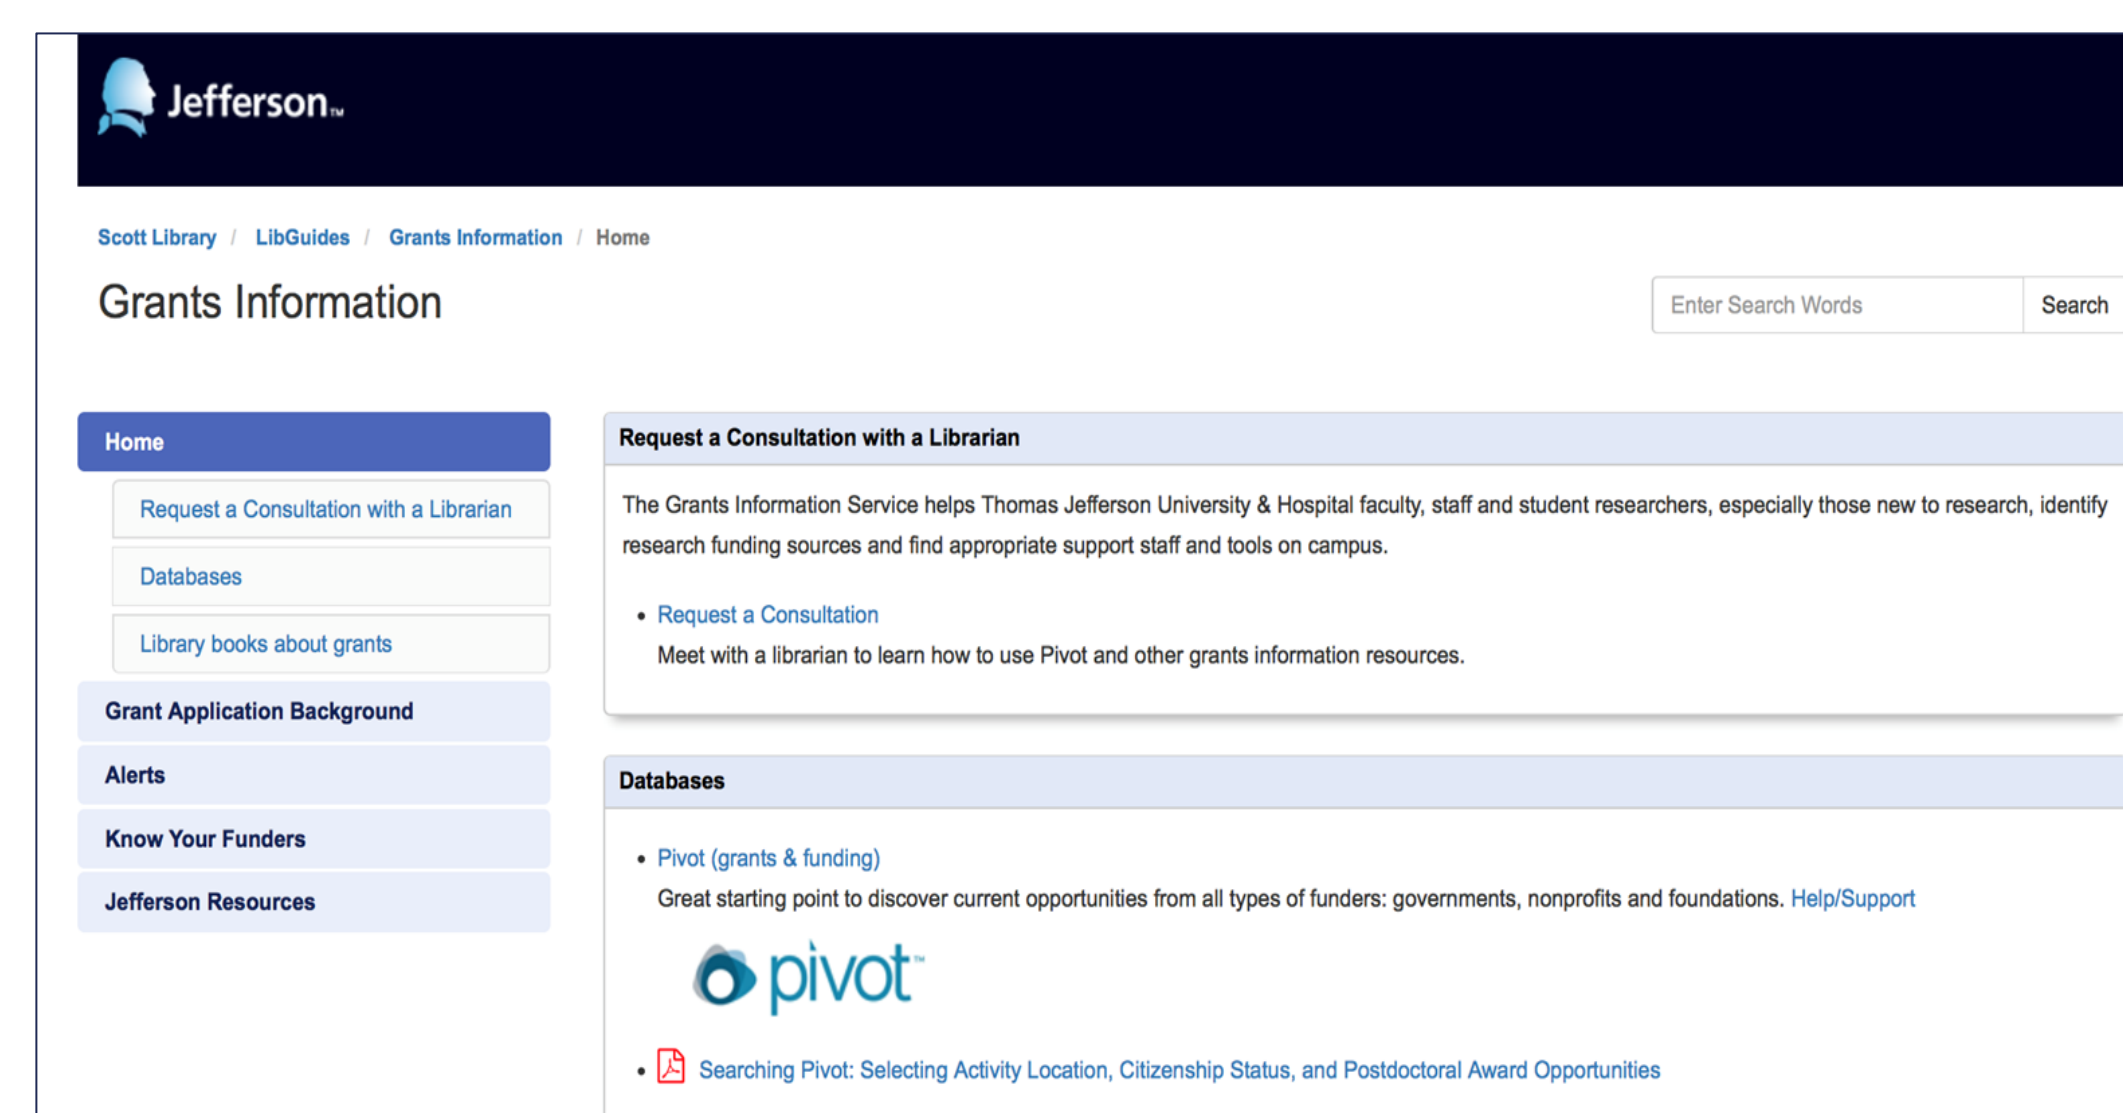 Jefferson™
Scott Library / LibGuides / Grants Information / Home
Grants Information
Enter Search Words
Search
Home
Request a Consultation with a Librarian
Databases
Library books about grants
Grant Application Background
Alerts
Know Your Funders
Jefferson Resources
Request a Consultation with a Librarian
The Grants Information Service helps Thomas Jefferson University & Hospital faculty, staff and student researchers, especially those new to research, identify
research funding sources and find appropriate support staff and tools on campus.
• Request a Consultation
Meet with a librarian to learn how to use Pivot and other grants information resources.
Databases
• Pivot (grants & funding)
Great starting point to discover current opportunities from all types of funders: governments, nonprofits and foundations. Help/Support
pivot™
• Searching Pivot: Selecting Activity Location, Citizenship Status, and Postdoctoral Award Opportunities